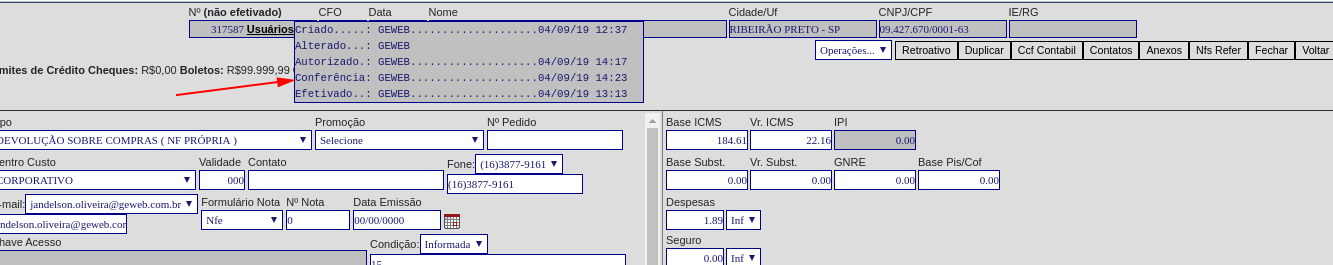 Nº (não efetivado) CFO Data Nome Cidade/Uf CNPJ/CPF IE/RG
317587 Usuários RIBEIRÃO PRETO - SP 09.427.670/0001-63
Criado.....: GEWEB....................04/09/19 12:37
Alterado...: GEWEB
Autorizado.: GEWEB....................04/09/19 14:17
Conferência: GEWEB....................04/09/19 14:23
Efetivado..: GEWEB....................04/09/19 13:13
Operações... Retroativo Duplicar Ccf Contabil Contatos Anexos Nfs Refer Fechar Voltar
mites de Crédito Cheques: R$0,00 Boletos: R$99.999,99
po Promoção Nº Pedido
DEVOLUÇÃO SOBRE COMPRAS ( NF PRÓPRIA ) Selecione
entro Custo Validade Contato Fone: (16)3877-9161
CORPORATIVO 000 (16)3877-9161
-mail: jandelson.oliveira@geweb.com.br Formulário Nota Nº Nota Data Emissão
ndelson.oliveira@geweb.cor Nfe 0 00/00/0000
have Acesso Condição: Informada
15
Base ICMS Vr. ICMS IPI
184.61 22.16 0.00
Base Subst. Vr. Subst. GNRE Base Pis/Cof
0.00 0.00 0.00 0.00
Despesas
1.89 Inf
Seguro
0.00 Inf